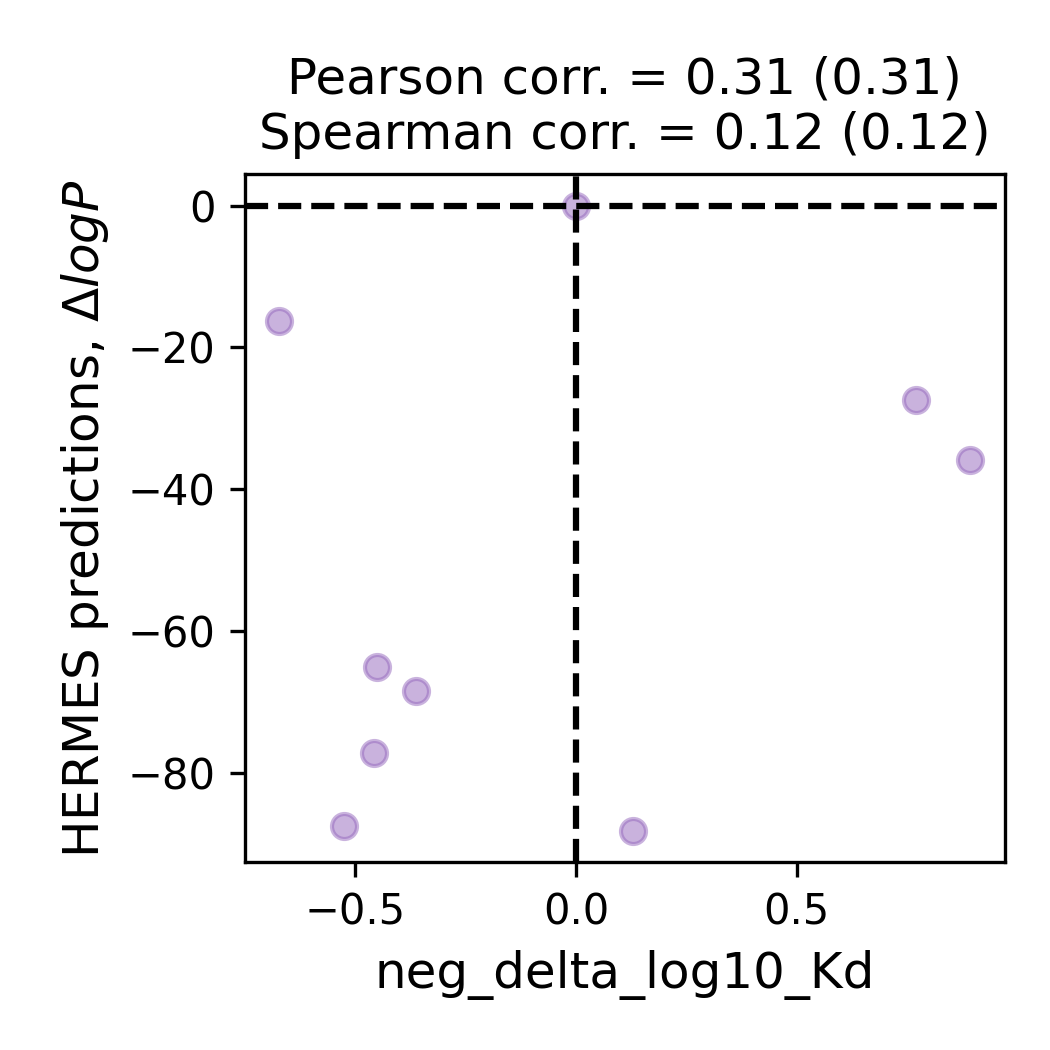 Pearson corr. = 0.31 (0.31)
Spearman corr. = 0.12 (0.12)
HERMES predictions, ΔlogP
0
−20
−40
−60
−80
−0.5
0.0
0.5
neg_delta_log10_Kd